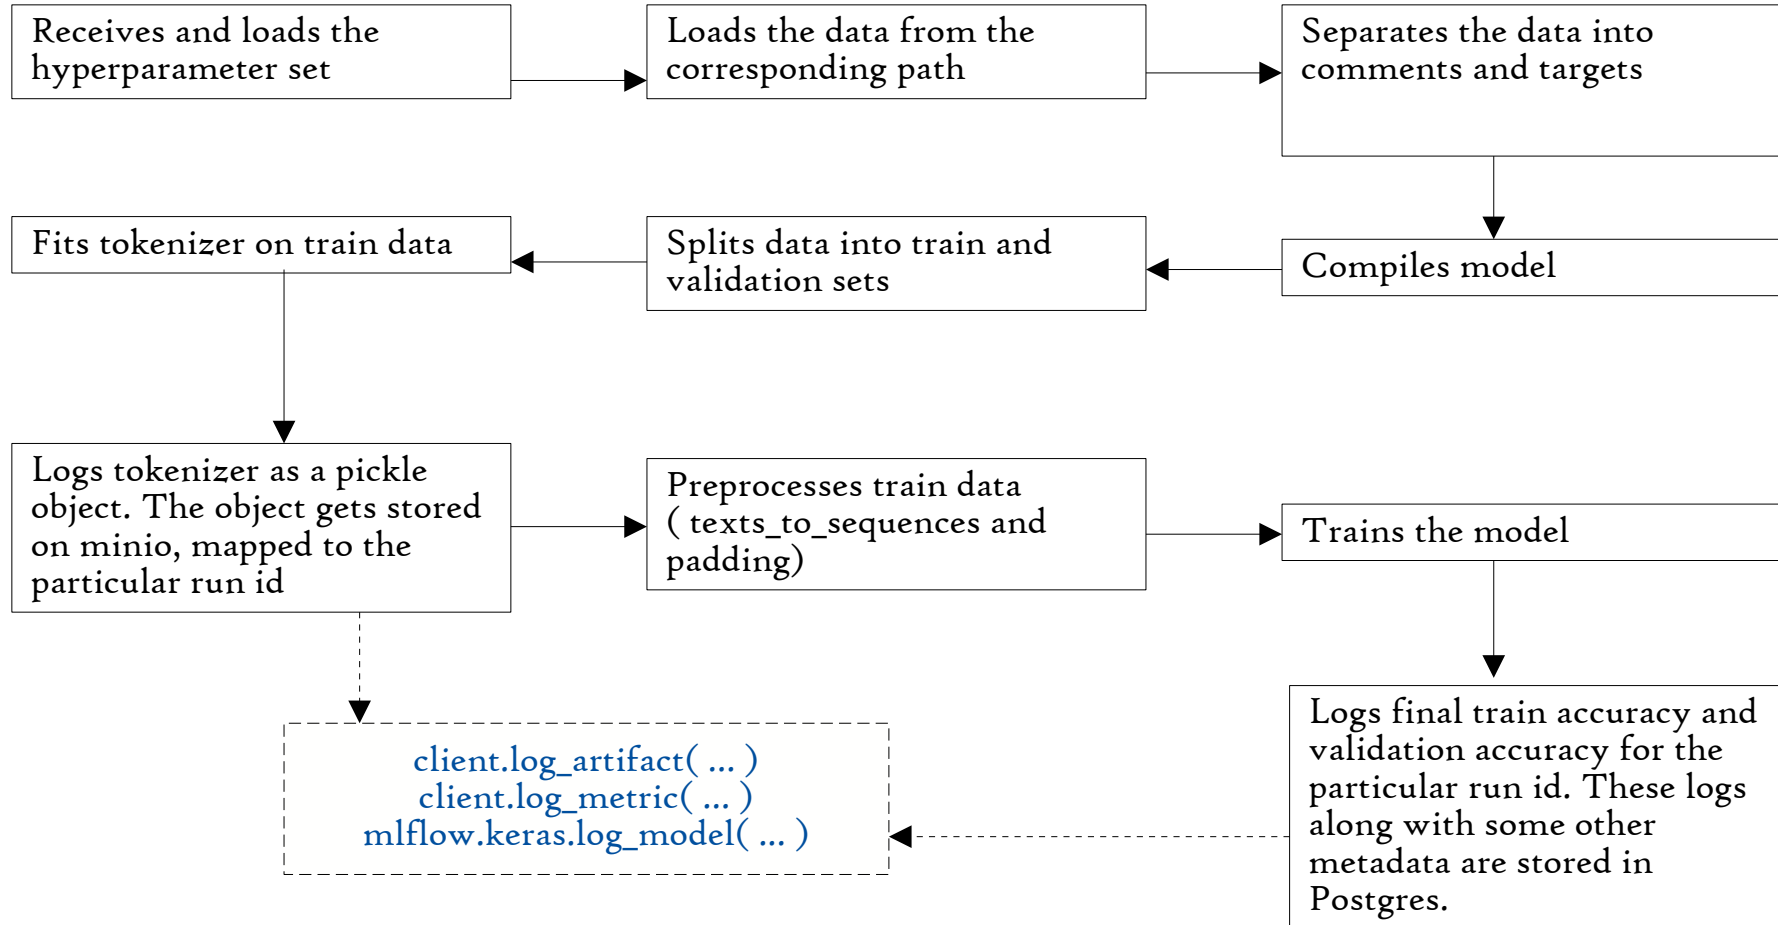 Receives and loads the
hyperparameter set
Loads the data from the
corresponding path
Separates the data into
comments and targets
Compiles model
Splits data into train and
validation sets
Fits tokenizer on train data
Logs tokenizer as a pickle
object. The object gets stored
on minio, mapped to the
particular run id
Preprocesses train data
( texts_to_sequences and
padding)
Trains the model
Logs final train accuracy and
validation accuracy for the
particular run id. These logs
along with some other
metadata are stored in
Postgres.
client.log_artifact( ... )
client.log_metric( ... )
mlflow.keras.log_model( ... )